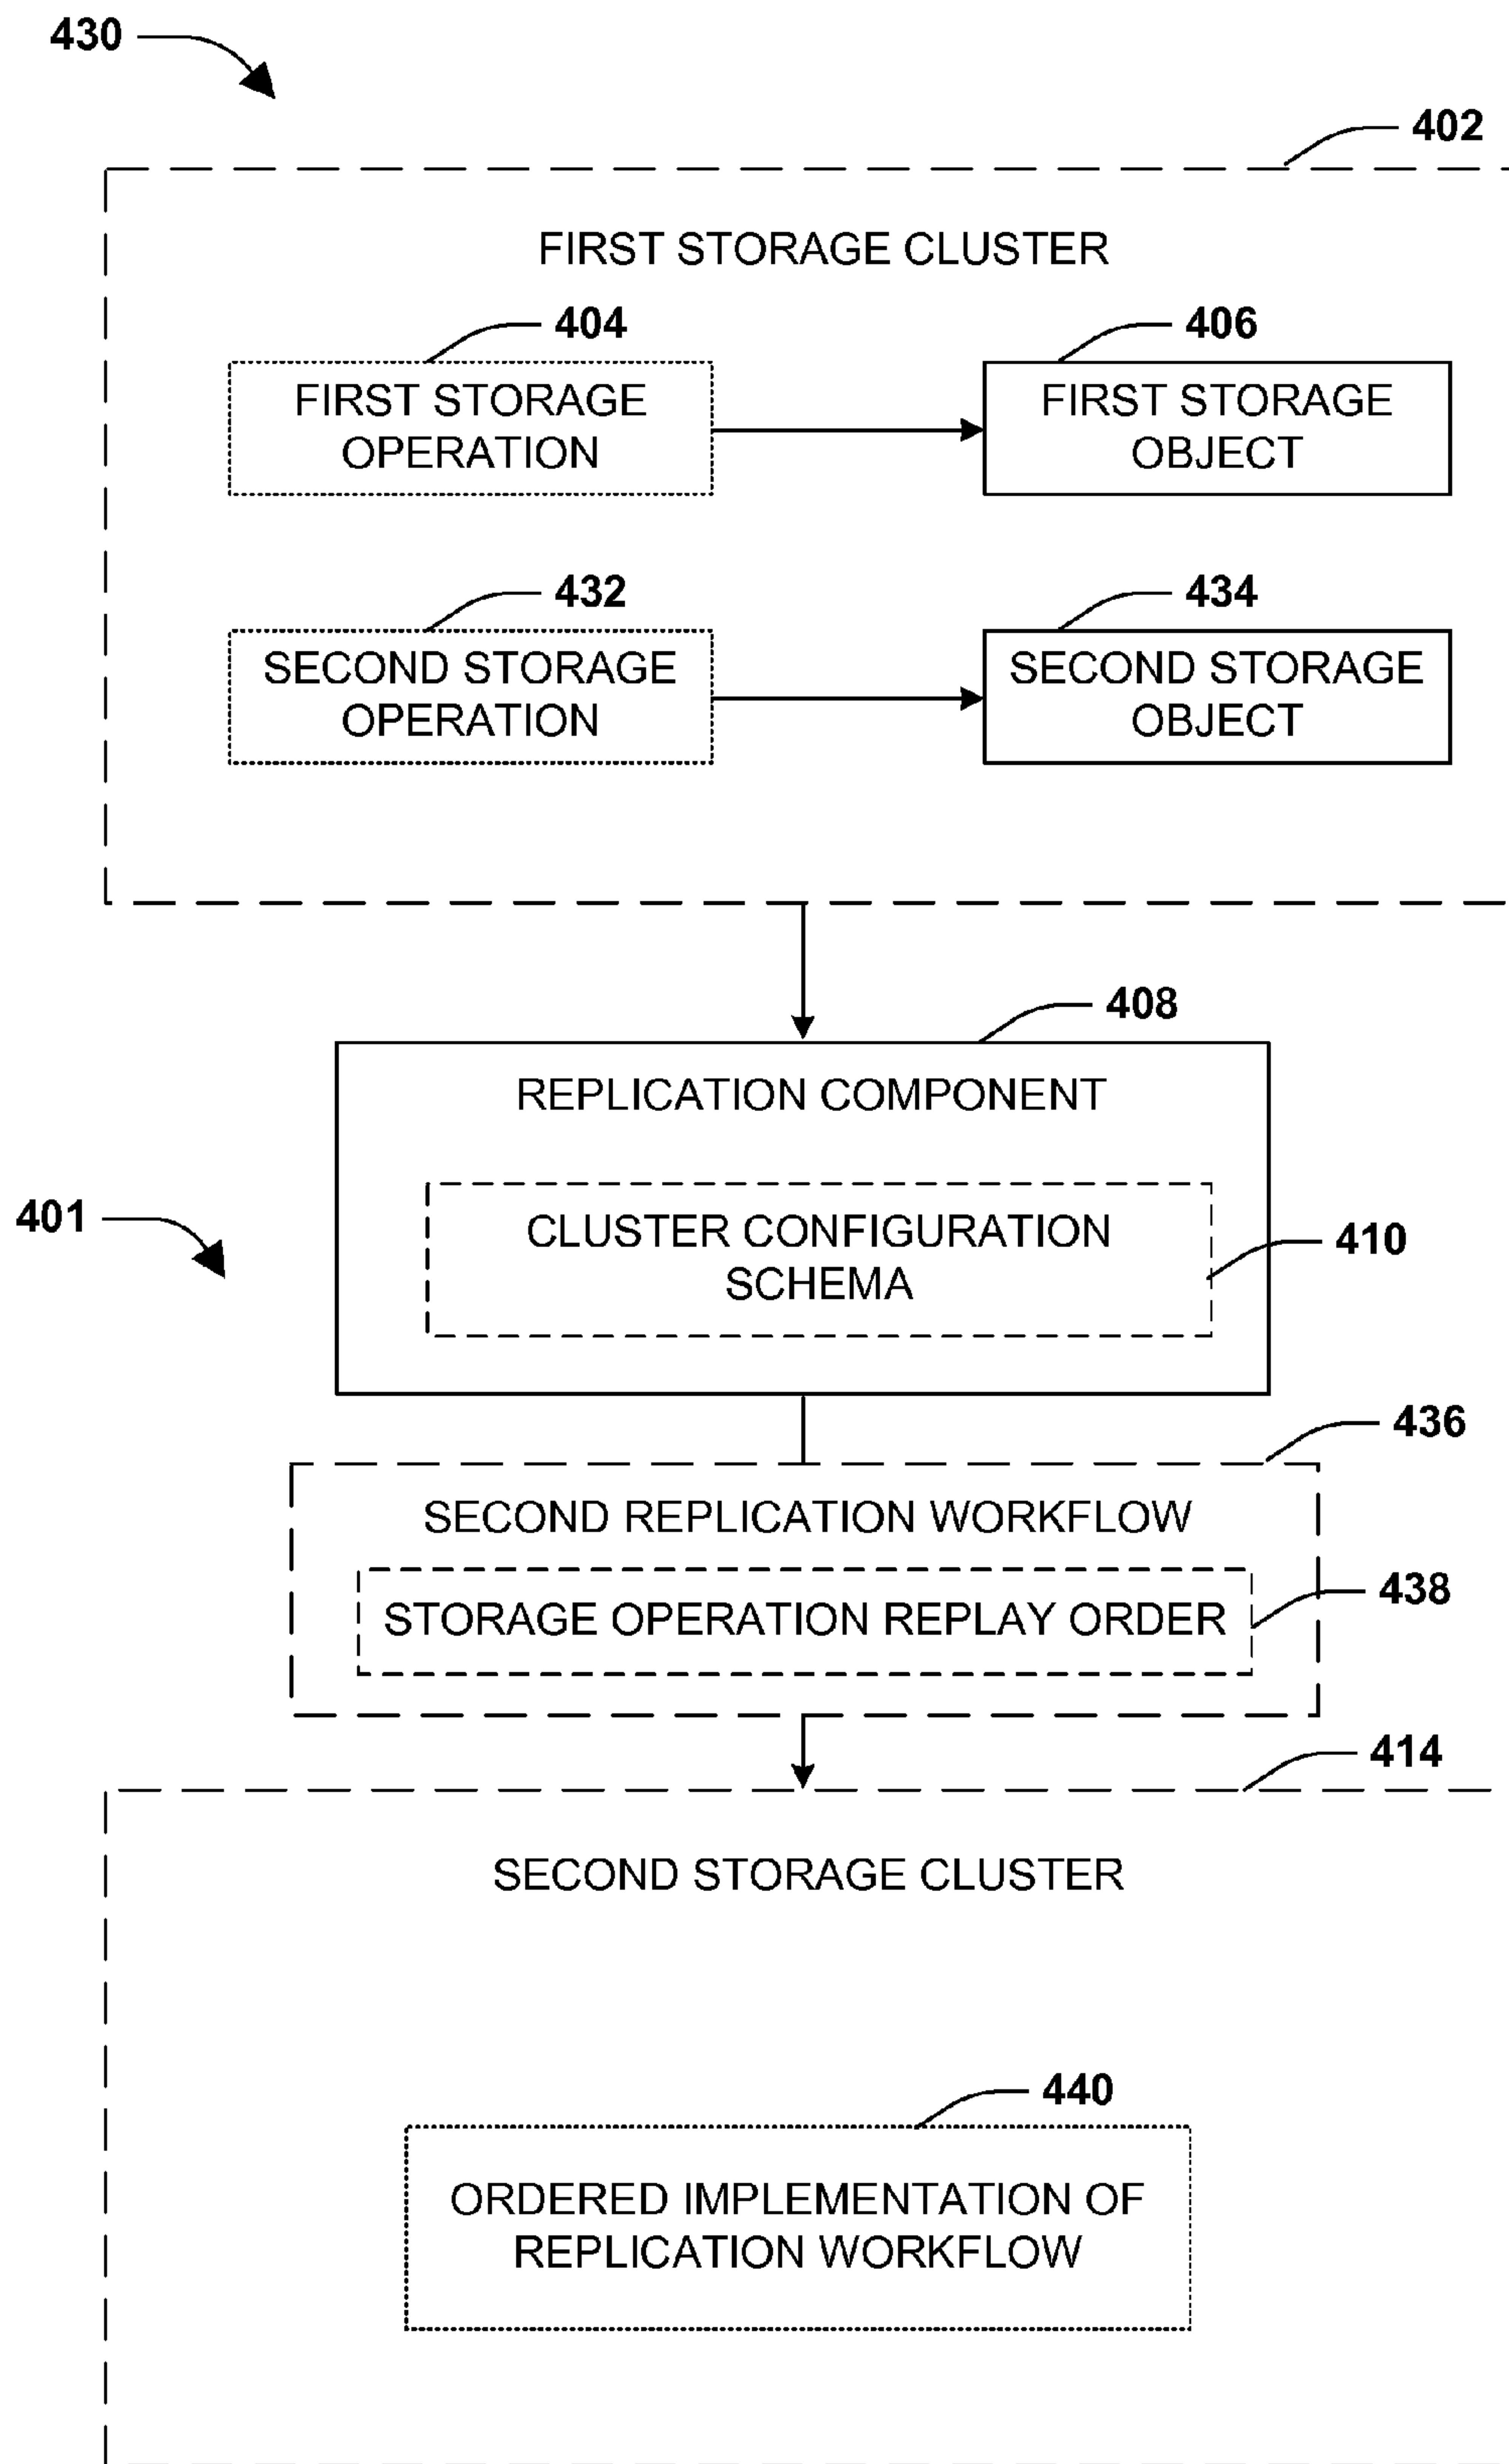 430
402
FIRST STORAGE CLUSTER
404
406
FIRST STORAGE
OPERATION
FIRST STORAGE
OBJECT
432
434
SECOND STORAGE
OPERATION
SECOND STORAGE
OBJECT
408
REPLICATION COMPONENT
401
CLUSTER CONFIGURATION
SCHEMA
410
436
SECOND REPLICATION WORKFLOW
438
STORAGE OPERATION REPLAY ORDER
414
SECOND STORAGE CLUSTER
440
ORDERED IMPLEMENTATION OF
REPLICATION WORKFLOW